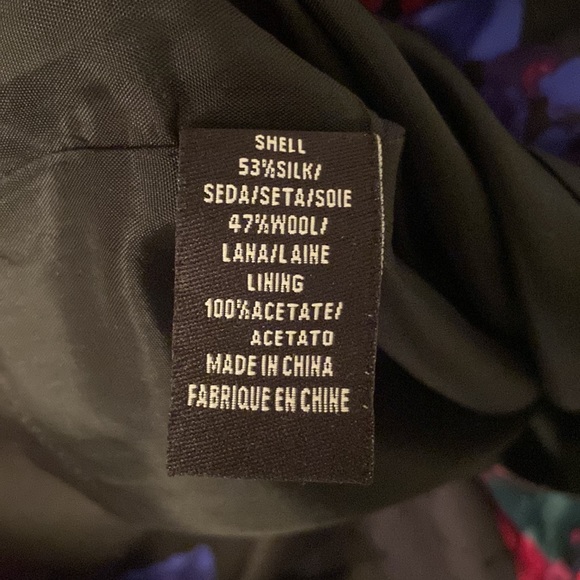 SHELL
53%SILK/
SEDA/SETA/SOIE
47%WOOL/
LANA/LAINE
LINING
100%ACETATE/
ACETATO
MADE IN CHINA
FABRIQUE EN CHINE